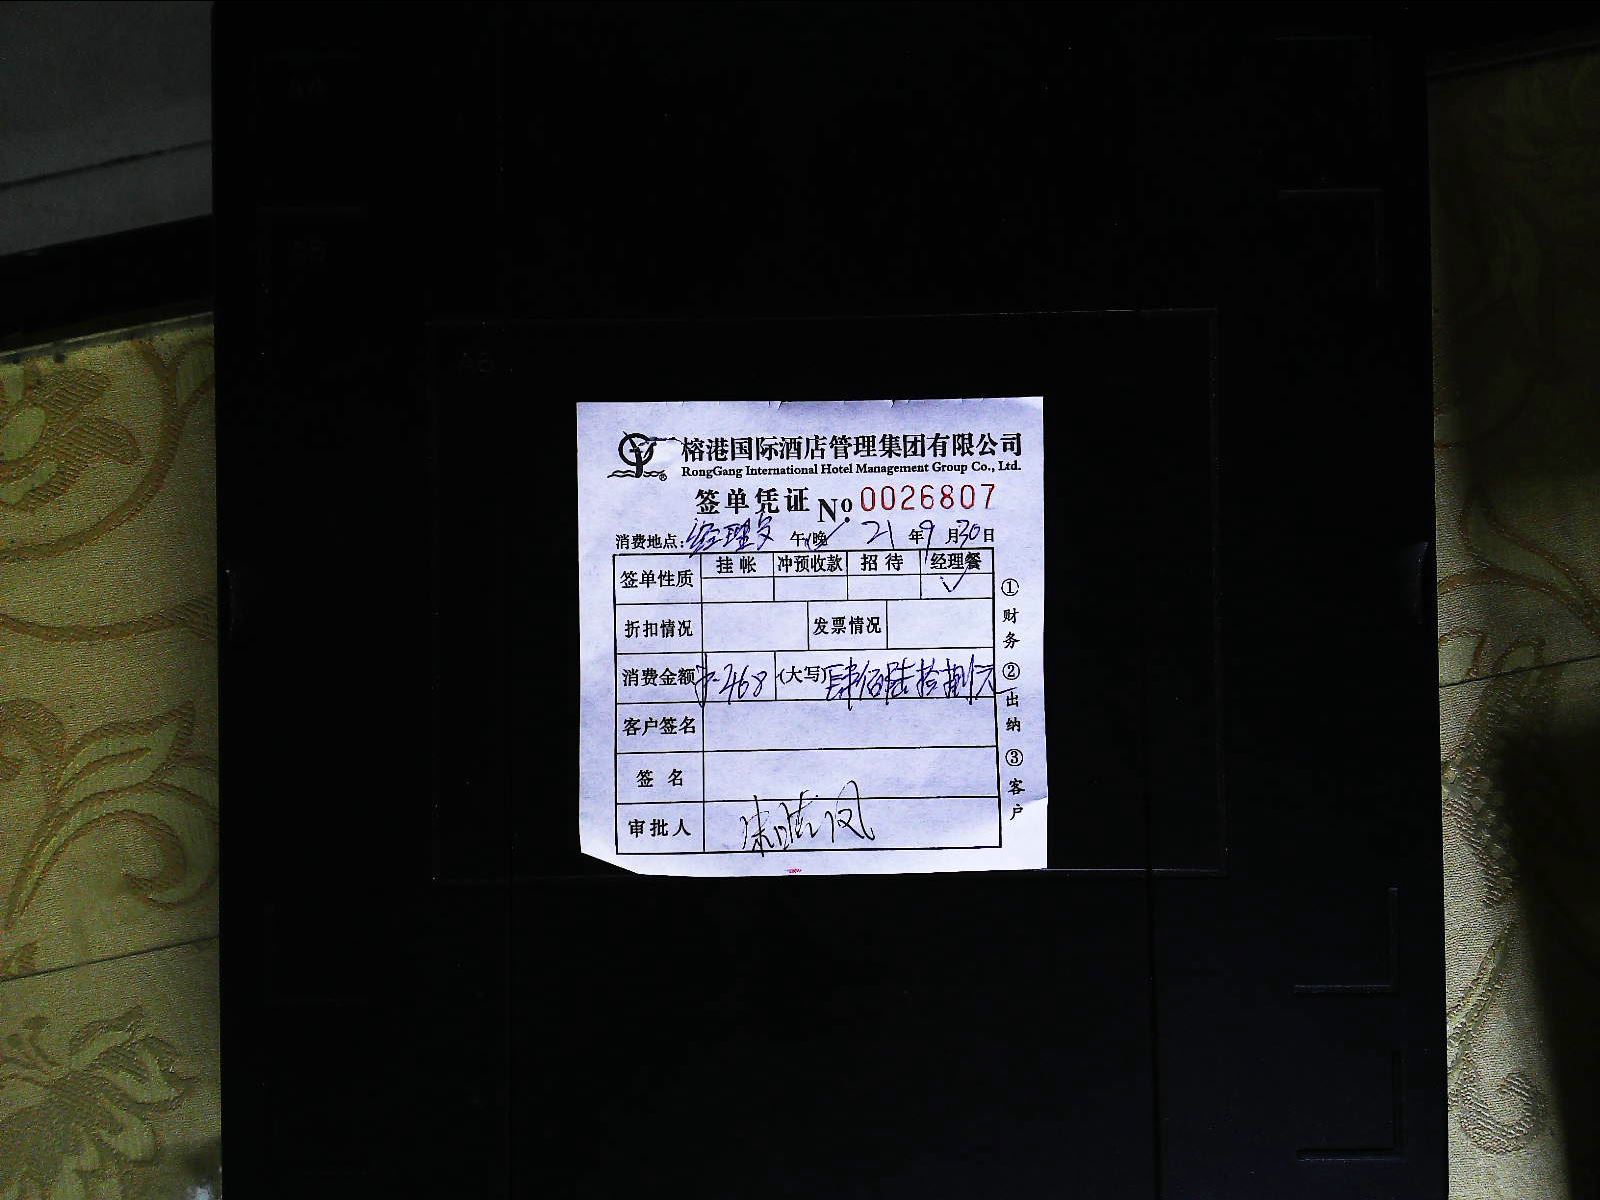 榕港国际酒店管理集团有限公司
RongGang International Hotel Management Group Co., Ltd.
签单凭证 No. 0026807
消费地点: 经理 午/晚 21 年 9 月 30 日
签单性质 挂帐 冲预收款 招待 经理餐
✓
折扣情况 发票情况
消费金额 468 (大写) 肆佰陆拾捌元
客户签名
签名
审批人
①财务 ②出纳 ③客户